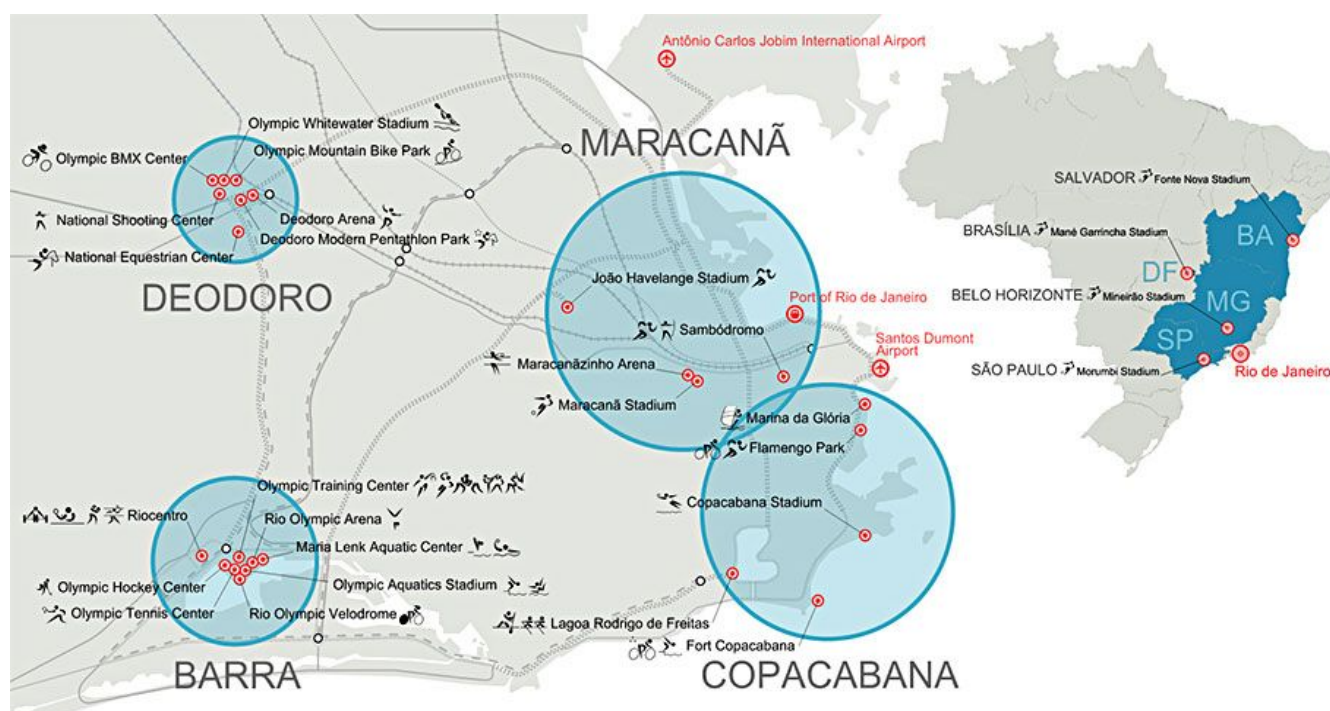 Antônio Carlos Jobim International Airport
MARACANÃ
Olympic Whitewater Stadium
Olympic BMX Center
Olympic Mountain Bike Park
National Shooting Center
Deodoro Arena
Deodoro Modern Pentathlon Park
National Equestrian Center
DEODORO
João Havelange Stadium
Port of Rio de Janeiro
Sambódromo
Santos Dumont
Airport
Maracanãzinho Arena
Maracanã Stadium
Marina da Glória
Flamengo Park
Copacabana Stadium
Lagoa Rodrigo de Freitas
Fort Copacabana
COPACABANA
Olympic Training Center
Riocentro
Rio Olympic Arena
Maria Lenk Aquatic Center
Olympic Hockey Center
Olympic Aquatics Stadium
Olympic Tennis Center
Rio Olympic Velodrome
BARRA
SALVADOR Fonte Nova Stadium
BRASÍLIA Mané Garrincha Stadium
BA
DF
BELO HORIZONTE Mineirão Stadium
MG
SP
SÃO PAULO Morumbi Stadium
Rio de Janeiro